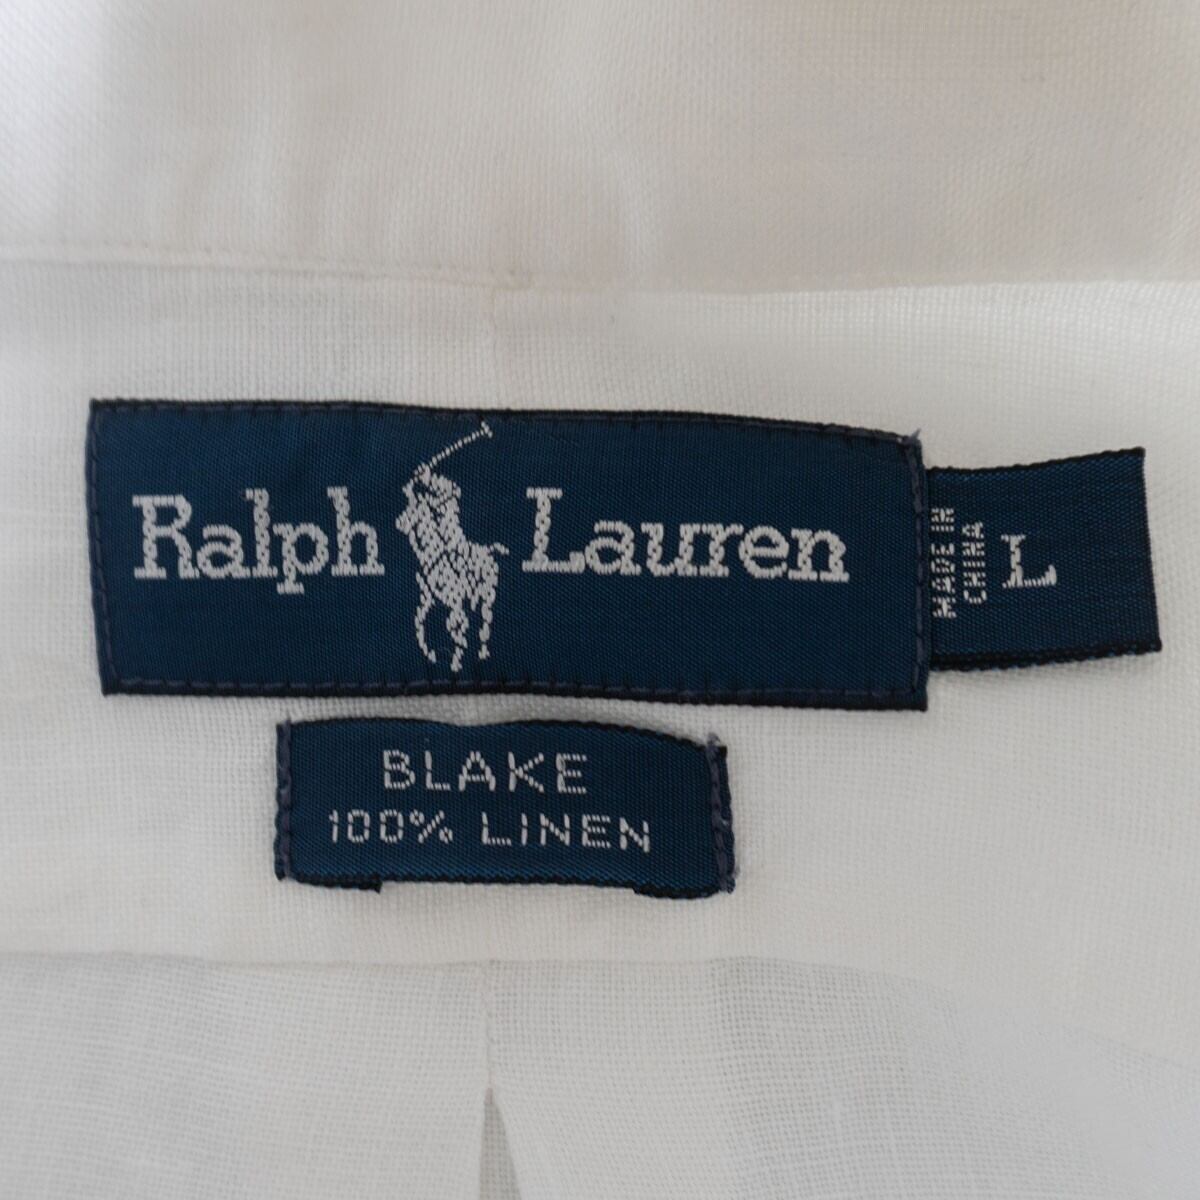 Ralph Lauren
MADE IN
CHINA
L
BLAKE
100% LINEN